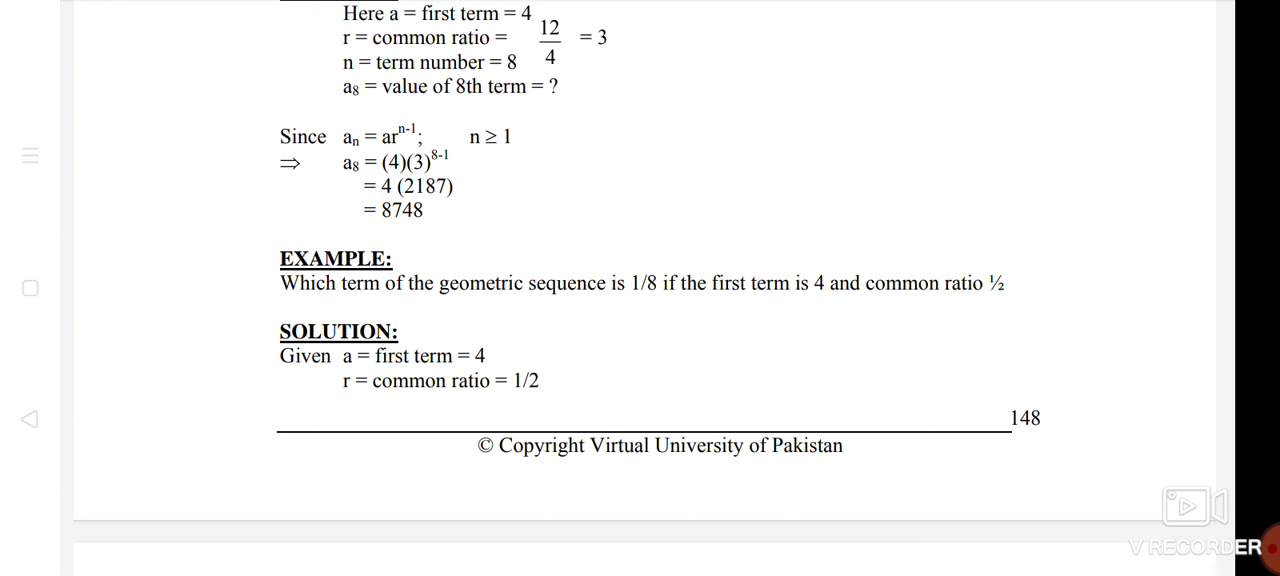 Here a = first term = 4
r = common ratio = 12/4 = 3
n = term number = 8
a₈ = value of 8th term = ?
Since aₙ = arⁿ⁻¹; n ≥ 1
⇒ a₈ = (4)(3)⁸⁻¹
= 4 (2187)
= 8748
EXAMPLE:
Which term of the geometric sequence is 1/8 if the first term is 4 and common ratio ½
SOLUTION:
Given a = first term = 4
r = common ratio = 1/2
148
© Copyright Virtual University of Pakistan
V RECORDER